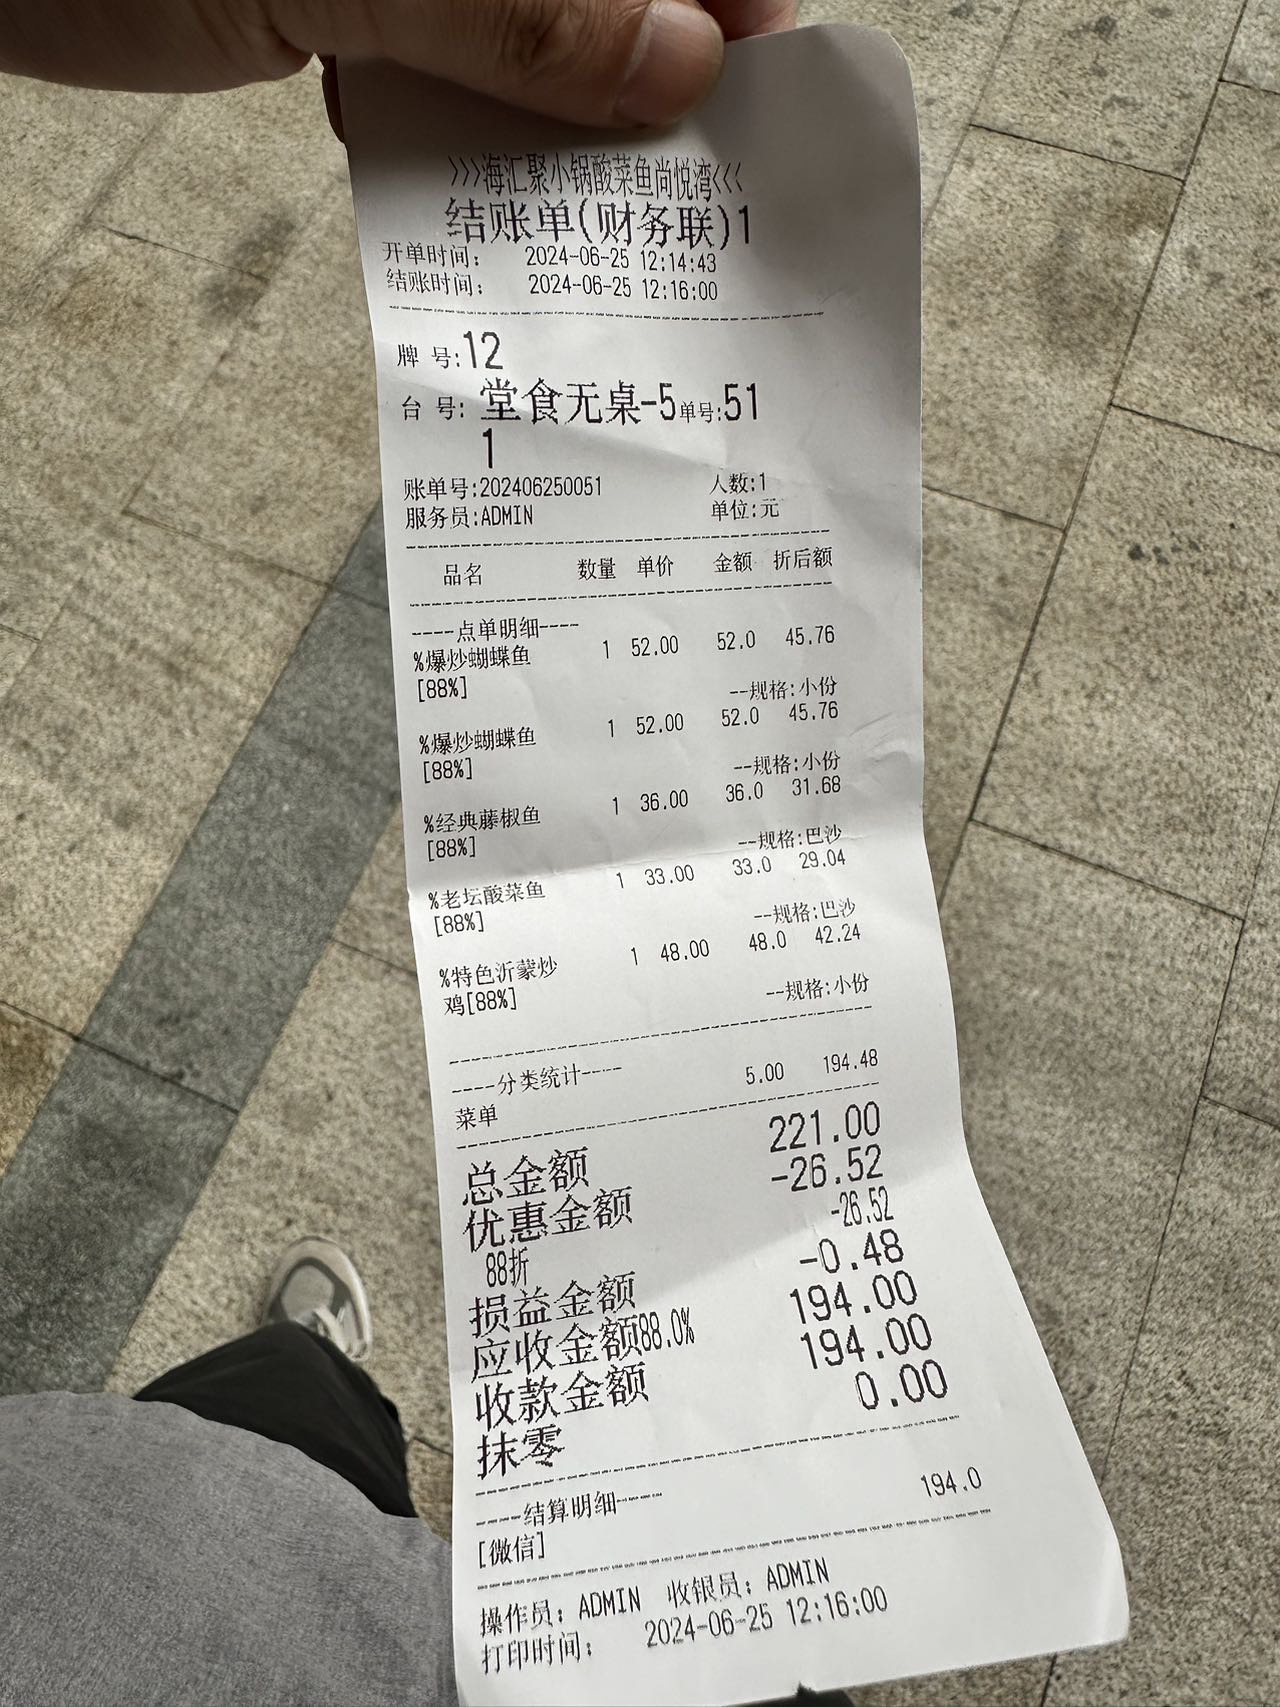 >>>海汇聚小锅酸菜鱼尚悦湾<<<
结账单(财务联)1
开单时间: 2024-06-25 12:14:43
结账时间: 2024-06-25 12:16:00
牌 号:12
台 号: 堂食无桌-5单号:51
1
账单号:202406250051 人数:1
服务员:ADMIN 单位:元
品名 数量 单价 金额 折后额
----点单明细----
%爆炒蝴蝶鱼 1 52.00 52.0 45.76
[88%] --规格:小份
%爆炒蝴蝶鱼 1 52.00 52.0 45.76
[88%] --规格:小份
%经典藤椒鱼 1 36.00 36.0 31.68
[88%] --规格:巴沙
%老坛酸菜鱼 1 33.00 33.0 29.04
[88%] --规格:巴沙
%特色沂蒙炒 1 48.00 48.0 42.24
鸡[88%] --规格:小份
----分类统计----
菜单 5.00 194.48
总金额 221.00
优惠金额 -26.52
88折 -26.52
损益金额 -0.48
应收金额88.0% 194.00
收款金额 194.00
抹零 0.00
----结算明细----
[微信] 194.0
操作员: ADMIN 收银员: ADMIN
打印时间: 2024-06-25 12:16:00